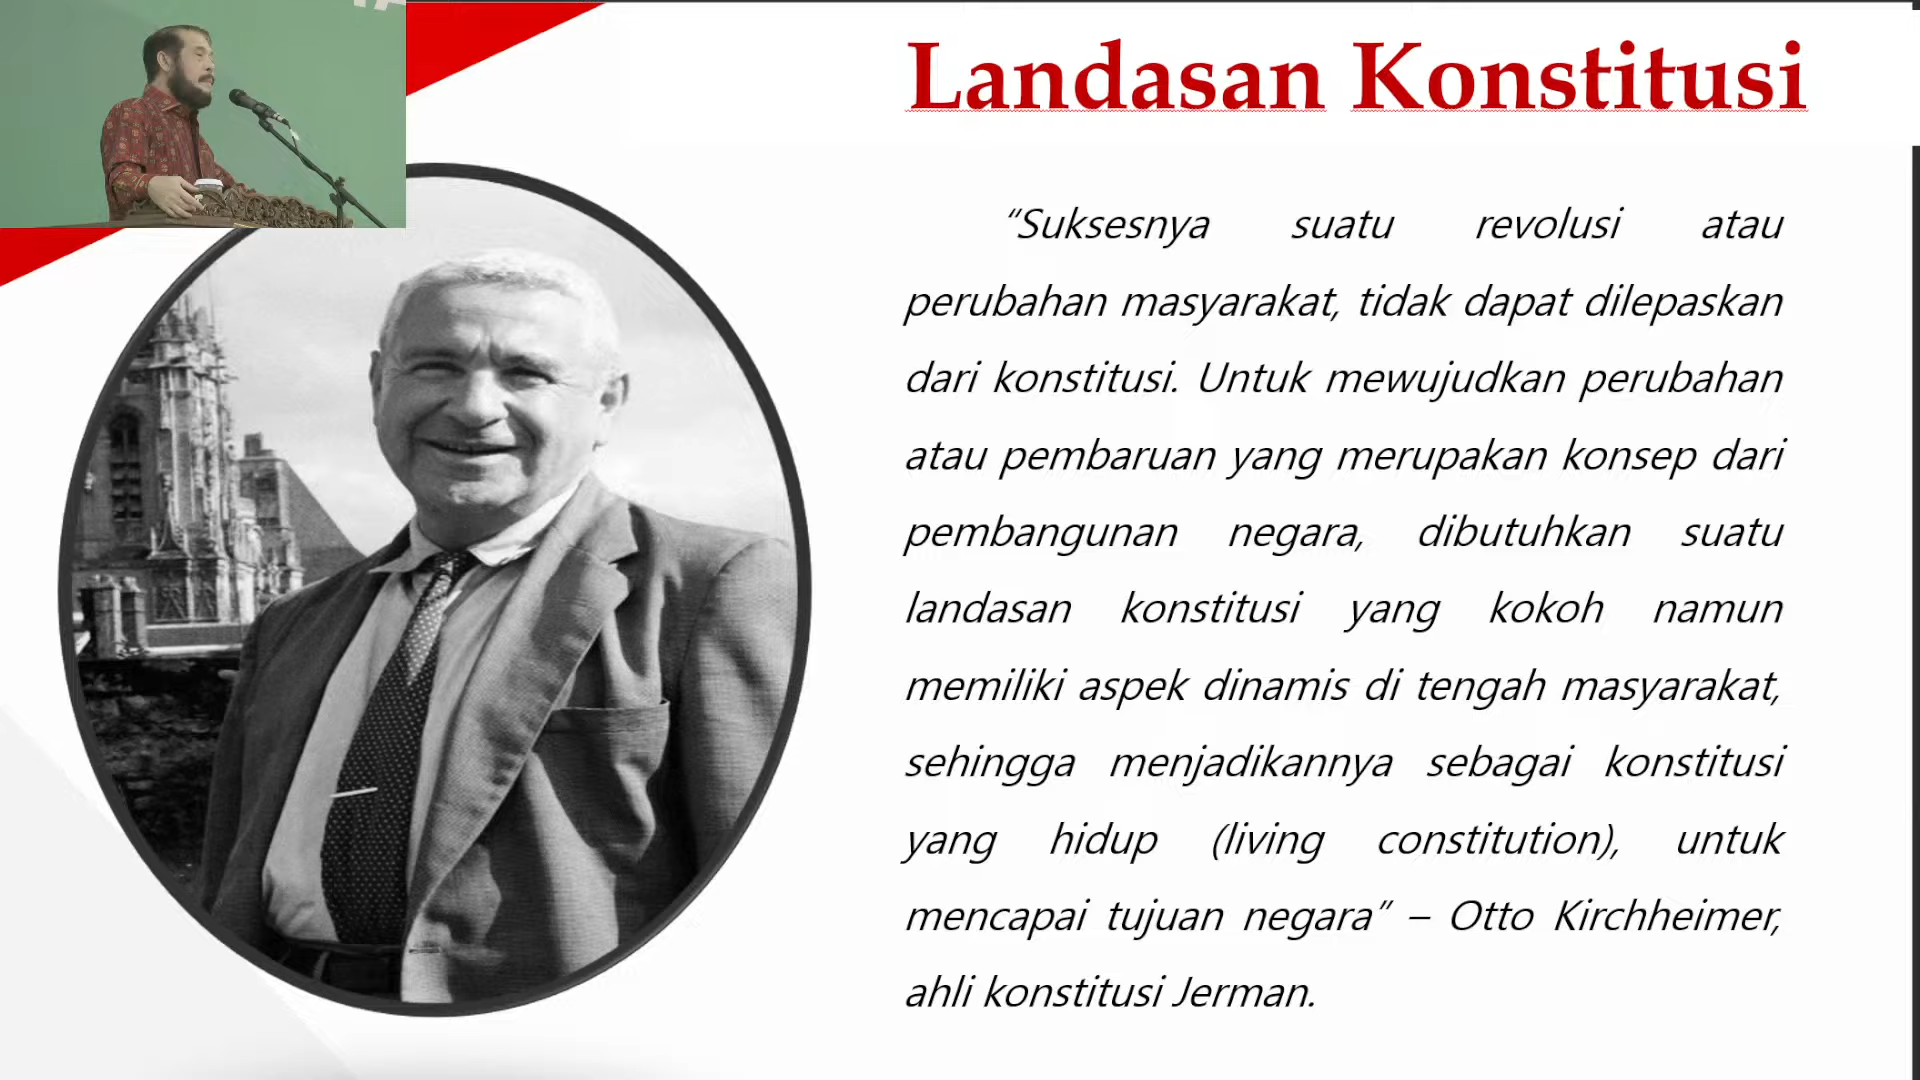 Landasan Konstitusi
“Suksesnya suatu revolusi atau
perubahan masyarakat, tidak dapat dilepaskan
dari konstitusi. Untuk mewujudkan perubahan
atau pembaruan yang merupakan konsep dari
pembangunan negara, dibutuhkan suatu
landasan konstitusi yang kokoh namun
memiliki aspek dinamis di tengah masyarakat,
sehingga menjadikannya sebagai konstitusi
yang hidup (living constitution), untuk
mencapai tujuan negara” – Otto Kirchheimer,
ahli konstitusi Jerman.